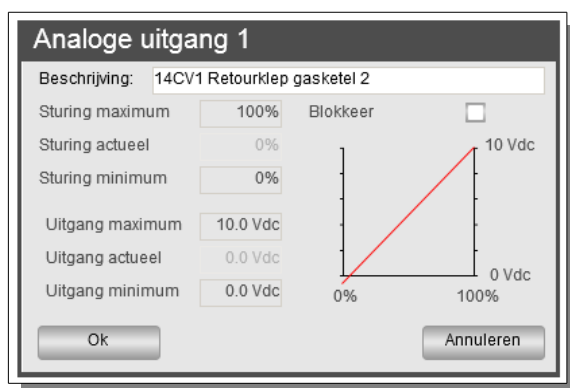 Analoge uitgang 1
Beschrijving: 14CV1 Retourklep gasketel 2
Sturing maximum 100% Blokkeer
Sturing actueel 0% 10 Vdc
Sturing minimum 0%
Uitgang maximum 10.0 Vdc
Uitgang actueel 0.0 Vdc 0 Vdc
Uitgang minimum 0.0 Vdc 0% 100%
Ok Annuleren